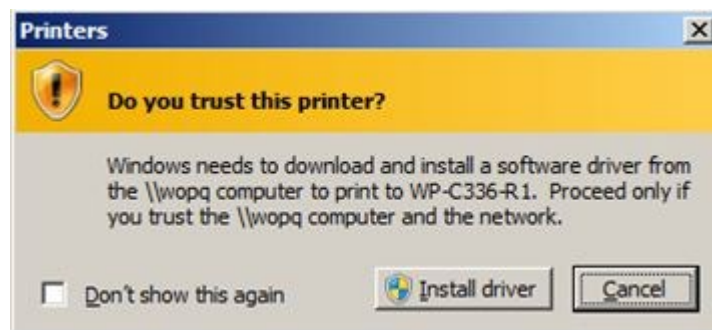 Printers
Do you trust this printer?
Windows needs to download and install a software driver from
the \\wopq computer to print to WP-C336-R1. Proceed only if
you trust the \\wopq computer and the network.
Don't show this again
Install driver
Cancel